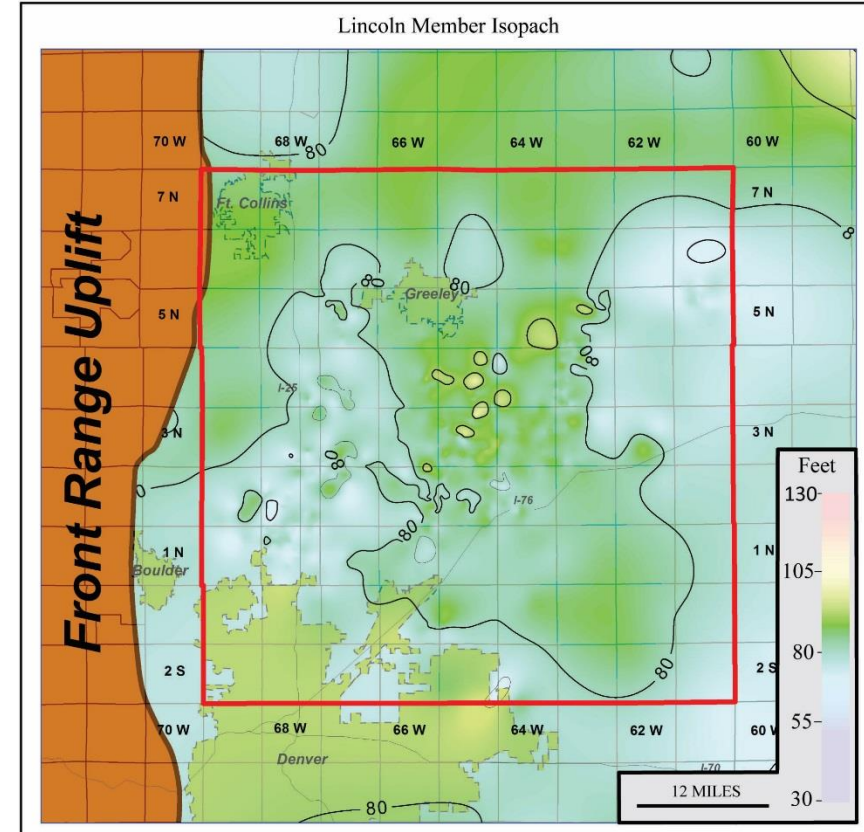 Lincoln Member Isopach
70 W 68 W 66 W 64 W 62 W 60 W
80
7 N 7 N
Ft. Collins
80
80 80
Greeley
5 N 5 N
80
I-25
3 N 3 N
80
0
I-76
80
1 N 1 N
Boulder
Front Range Uplift
80
2 S 2 S
70 W 68 W 66 W 64 W 62 W 60
Denver
I-70
80
Feet
130
105
80
55
30
12 MILES